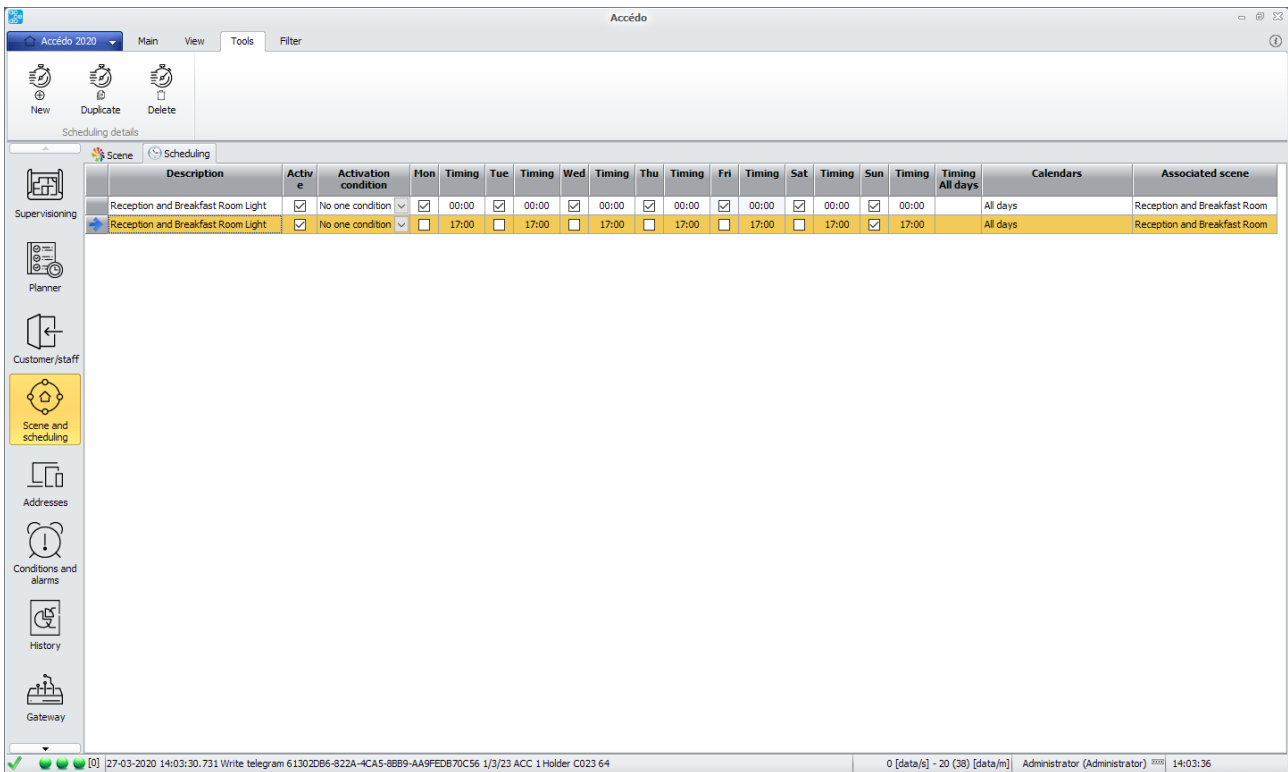 Accédo
Accédo 2020 Main View Tools Filter
New Duplicate Delete
Scheduling details
Scene Scheduling
Description Active Activation condition Mon Timing Tue Timing Wed Timing Thu Timing Fri Timing Sat Timing Sun Timing Timing All days Calendars Associated scene
Reception and Breakfast Room Light No one condition 00:00 00:00 00:00 00:00 00:00 00:00 00:00 All days Reception and Breakfast Room
Reception and Breakfast Room Light No one condition 17:00 17:00 17:00 17:00 17:00 17:00 17:00 All days Reception and Breakfast Room
Supervisioning
Planner
Customer/staff
Scene and
scheduling
Addresses
Conditions and
alarms
History
Gateway
[0] 27-03-2020 14:03:30.731 Write telegram 61302DB6-822A-4CA5-8BB9-AA9FEDB70C56 1/3/23 ACC 1 Holder C023 64 0 [data/s] - 20 (38) [data/m] Administrator (Administrator) 14:03:36